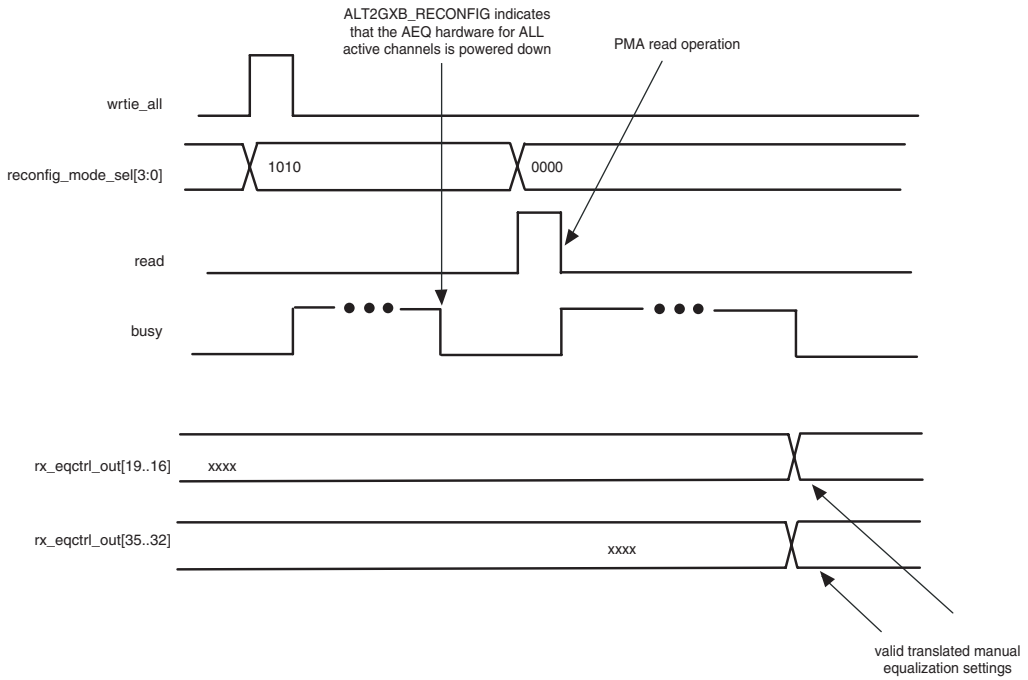 ALT2GXB_RECONFIG indicates
that the AEQ hardware for ALL
active channels is powered down
PMA read operation
wrtie_all
reconfig_mode_sel[3:0]
1010
0000
read
busy
rx_eqctrl_out[19..16]
xxxx
rx_eqctrl_out[35..32]
xxxx
valid translated manual
equalization settings